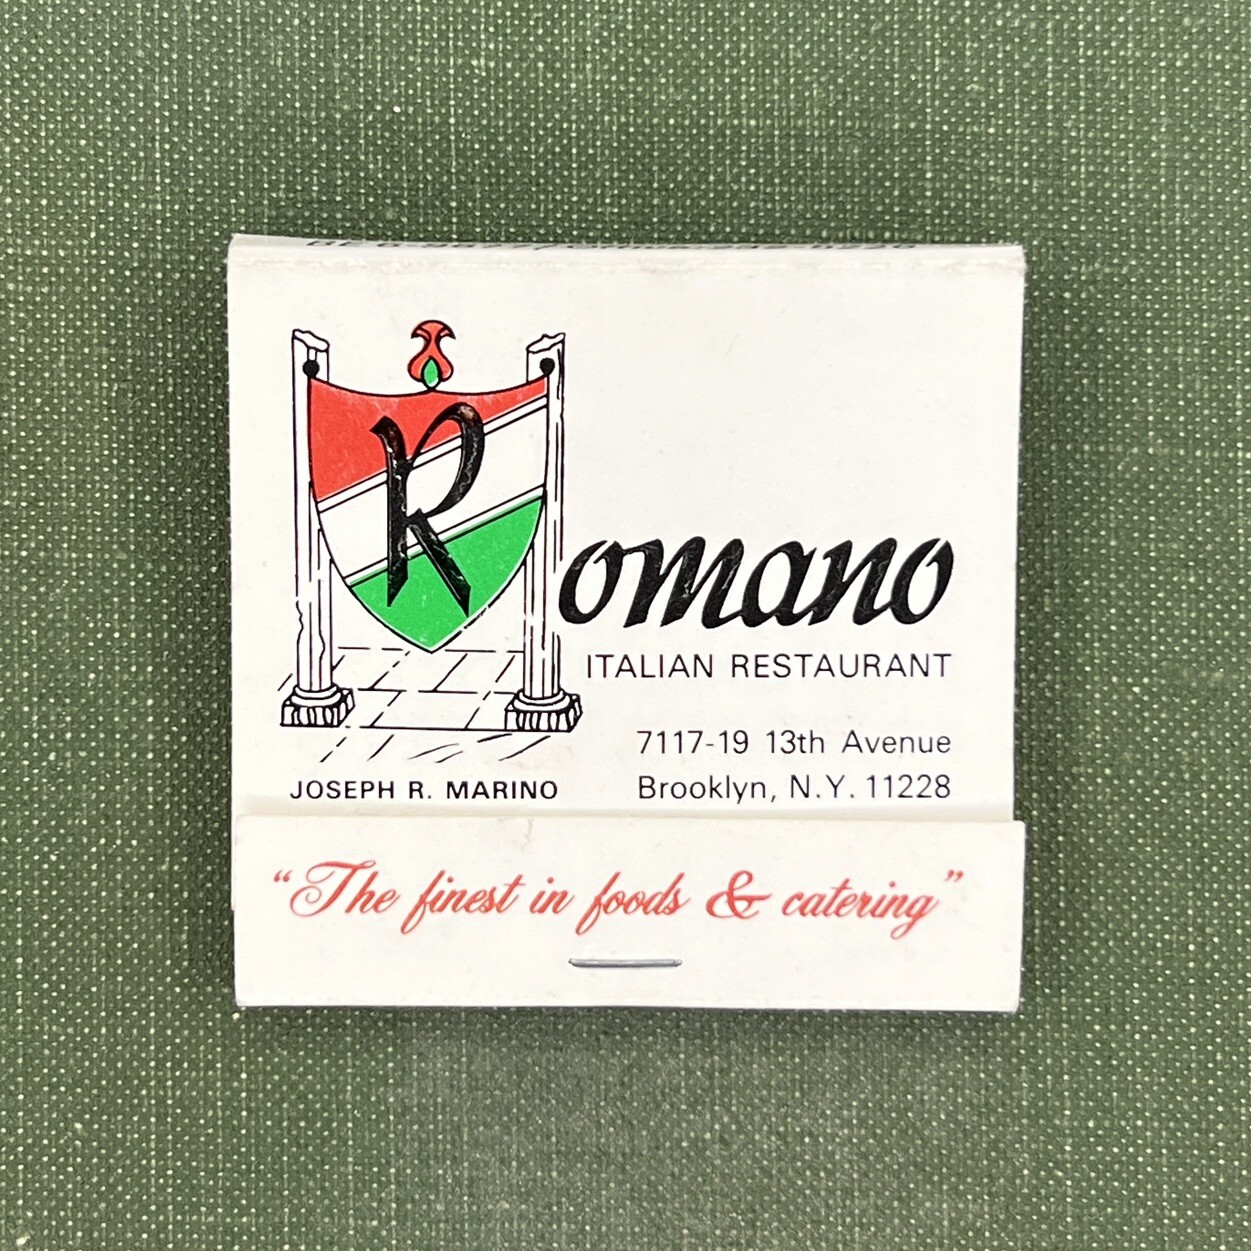 Romano
ITALIAN RESTAURANT
7117-19 13th Avenue
Brooklyn, N.Y. 11228
JOSEPH R. MARINO
“The finest in foods & catering”